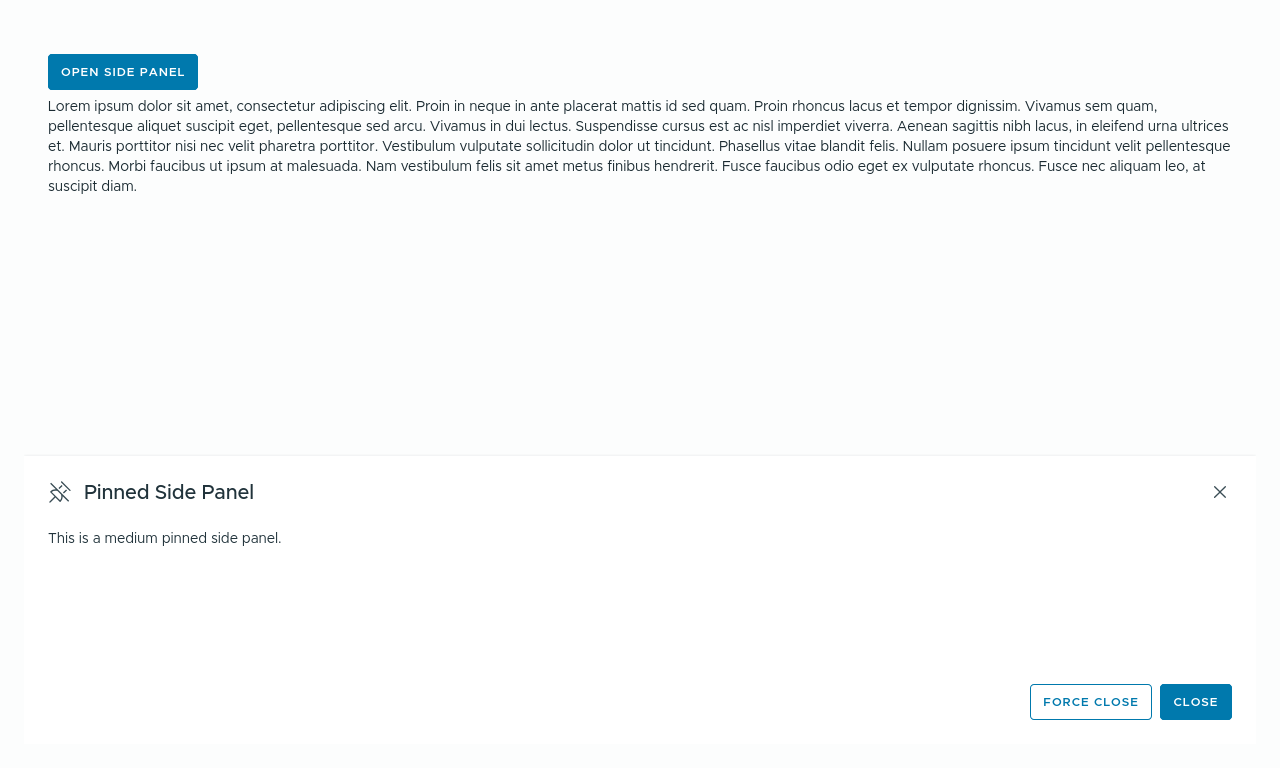 OPEN SIDE PANEL
Lorem ipsum dolor sit amet, consectetur adipiscing elit. Proin in neque in ante placerat mattis id sed quam. Proin rhoncus lacus et tempor dignissim. Vivamus sem quam,
pellentesque aliquet suscipit eget, pellentesque sed arcu. Vivamus in dui lectus. Suspendisse cursus est ac nisl imperdiet viverra. Aenean sagittis nibh lacus, in eleifend urna ultrices
et. Mauris porttitor nisi nec velit pharetra porttitor. Vestibulum vulputate sollicitudin dolor ut tincidunt. Phasellus vitae blandit felis. Nullam posuere ipsum tincidunt velit pellentesque
rhoncus. Morbi faucibus ut ipsum at malesuada. Nam vestibulum felis sit amet metus finibus hendrerit. Fusce faucibus odio eget ex vulputate rhoncus. Fusce nec aliquam leo, at
suscipit diam.
Pinned Side Panel
This is a medium pinned side panel.
FORCE CLOSE
CLOSE